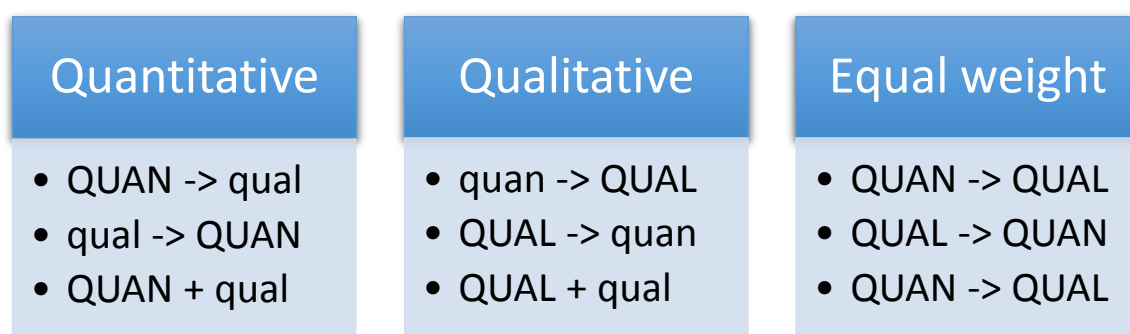 Quantitative
• QUAN -> qual
• qual -> QUAN
• QUAN + qual
Qualitative
• quan -> QUAL
• QUAL -> quan
• QUAL + qual
Equal weight
• QUAN -> QUAL
• QUAL -> QUAN
• QUAN -> QUAL